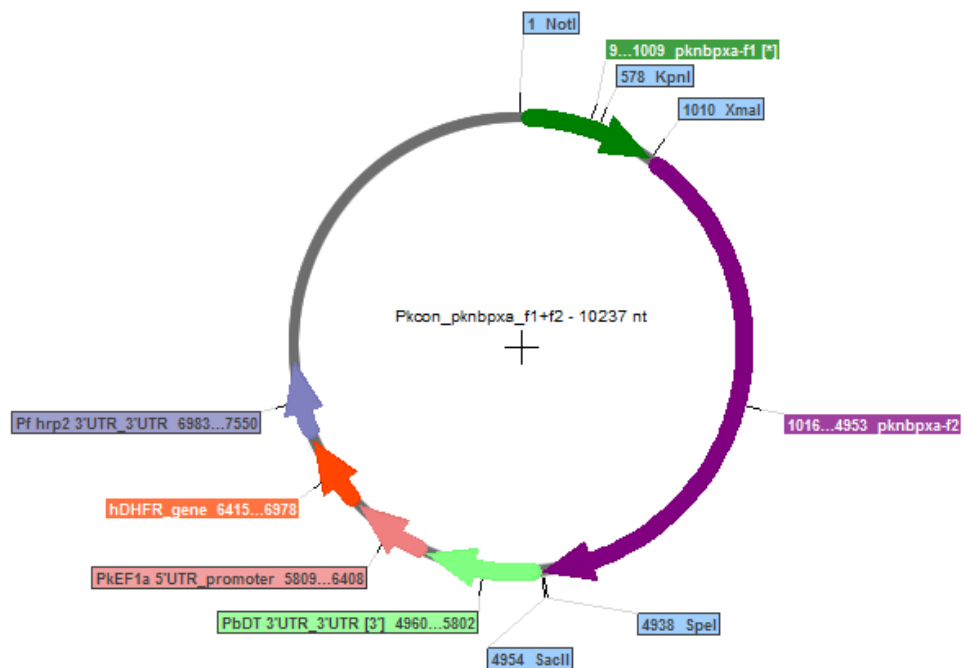 1 NotI
9...1009 pknbpxa-f1 [*]
578 KpnI
1010 XmaI
Pkcon_pknbpxa_f1+f2 - 10237 nt
1016...4953 pknbpxa-f2
Pf hrp2 3'UTR_3'UTR 6983...7550
hDHFR_gene 6415...6978
PkEF1a 5'UTR_promoter 5809...6408
PbDT 3'UTR_3'UTR [3'] 4960...5802
4938 SpeI
4954 SacII